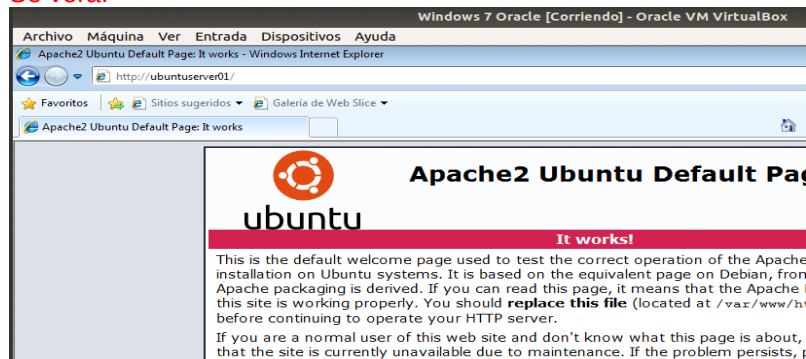 Se verá:
Windows 7 Oracle [Corriendo] - Oracle VM VirtualBox
Archivo Máquina Ver Entrada Dispositivos Ayuda
Apache2 Ubuntu Default Page: It works - Windows Internet Explorer
http://ubuntuserver01/
Favoritos Sitios sugeridos Galería de Web Slice
Apache2 Ubuntu Default Page: It works
Apache2 Ubuntu Default
ubuntu
It works!
This is the default welcome page used to test the correct operation of the Apache
installation on Ubuntu systems. It is based on the equivalent page on Debian, from
Apache packaging is derived. If you can read this page, it means that the Apache
this site is working properly. You should replace this file (located at /var/www/
before continuing to operate your HTTP server.
If you are a normal user of this web site and don't know what this page is about,
that the site is currently unavailable due to maintenance. If the problem persists,